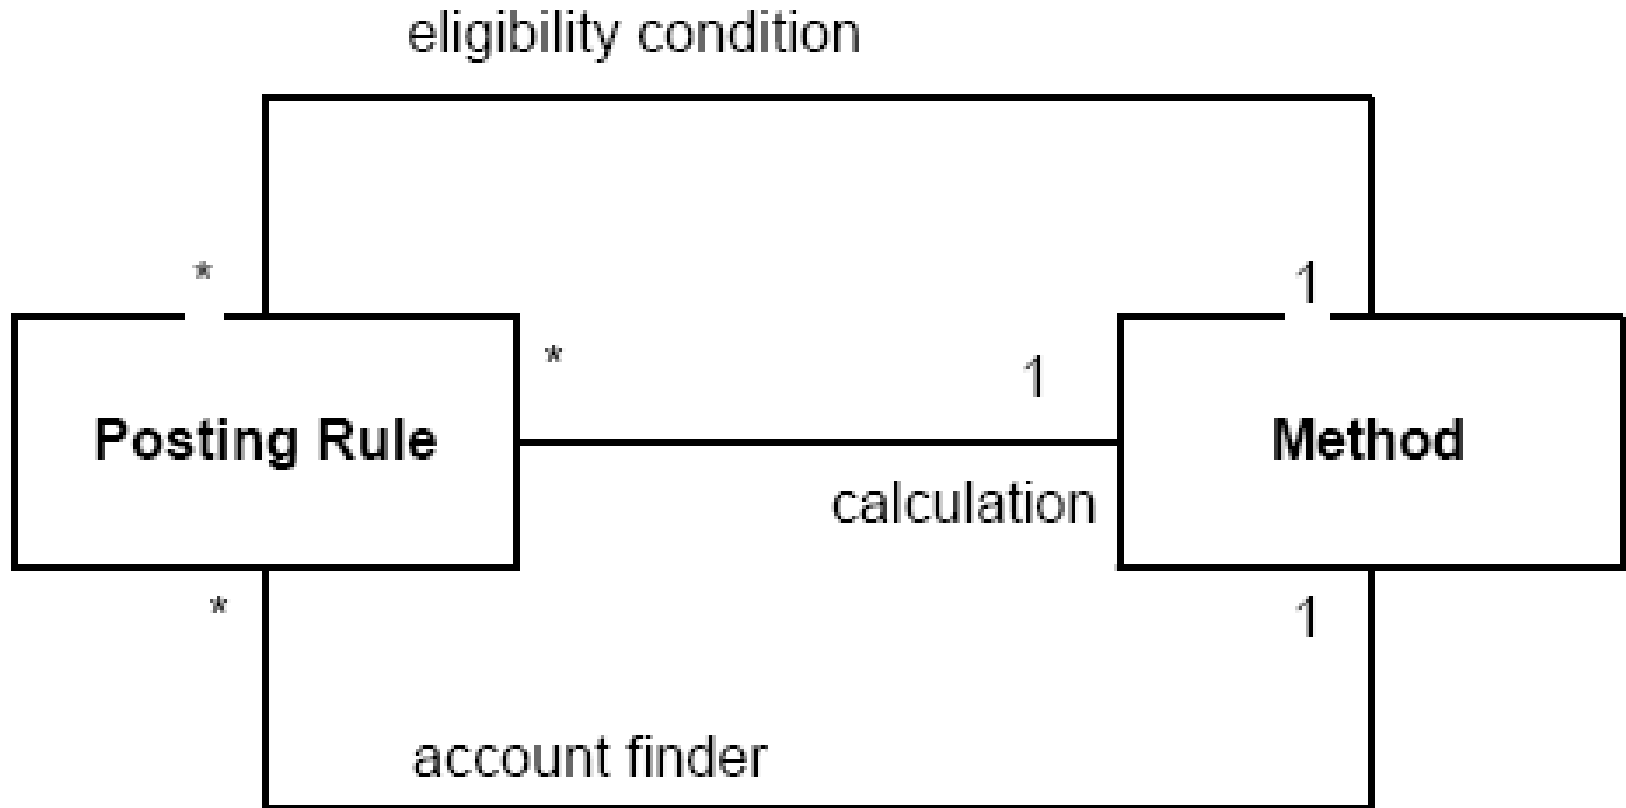 eligibility condition
* 1
* 1
Posting Rule Method
calculation
* 1
account finder